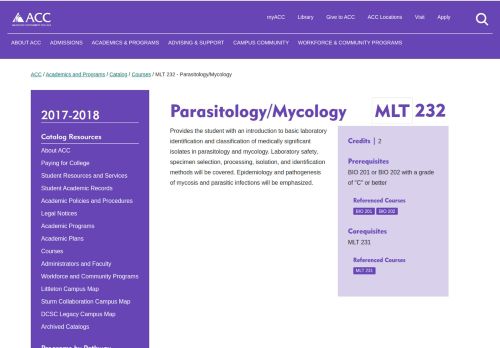 myACC Library Give to ACC ACC Locations Visit Apply
ACC
ABOUT ACC ADMISSIONS ACADEMICS & PROGRAMS ADVISING & SUPPORT CAMPUS COMMUNITY WORKFORCE & COMMUNITY PROGRAMS
ACC / Academics and Programs / Catalog / Courses / MLT 232 - Parasitology/Mycology
2017-2018
Catalog Resources
About ACC
Paying for College
Student Resources and Services
Student Academic Records
Academic Policies and Procedures
Legal Notices
Academic Programs
Academic Plans
Courses
Administrators and Faculty
Workforce and Community Programs
Littleton Campus Map
Sturm Collaboration Campus Map
DCSC Legacy Campus Map
Archived Catalogs
Programs by Pathway
Parasitology/Mycology MLT 232
Provides the student with an introduction to basic laboratory
identification and classification of medically significant
isolates in parasitology and mycology. Laboratory safety,
specimen selection, processing, isolation, and identification
methods will be covered. Epidemiology and pathogenesis
of mycosis and parasitic infections will be emphasized.
Credits | 2
Prerequisites
BIO 201 or BIO 202 with a grade
of "C" or better
Referenced Courses
BIO 201 BIO 202
Corequisites
MLT 231
Referenced Courses
MLT 231